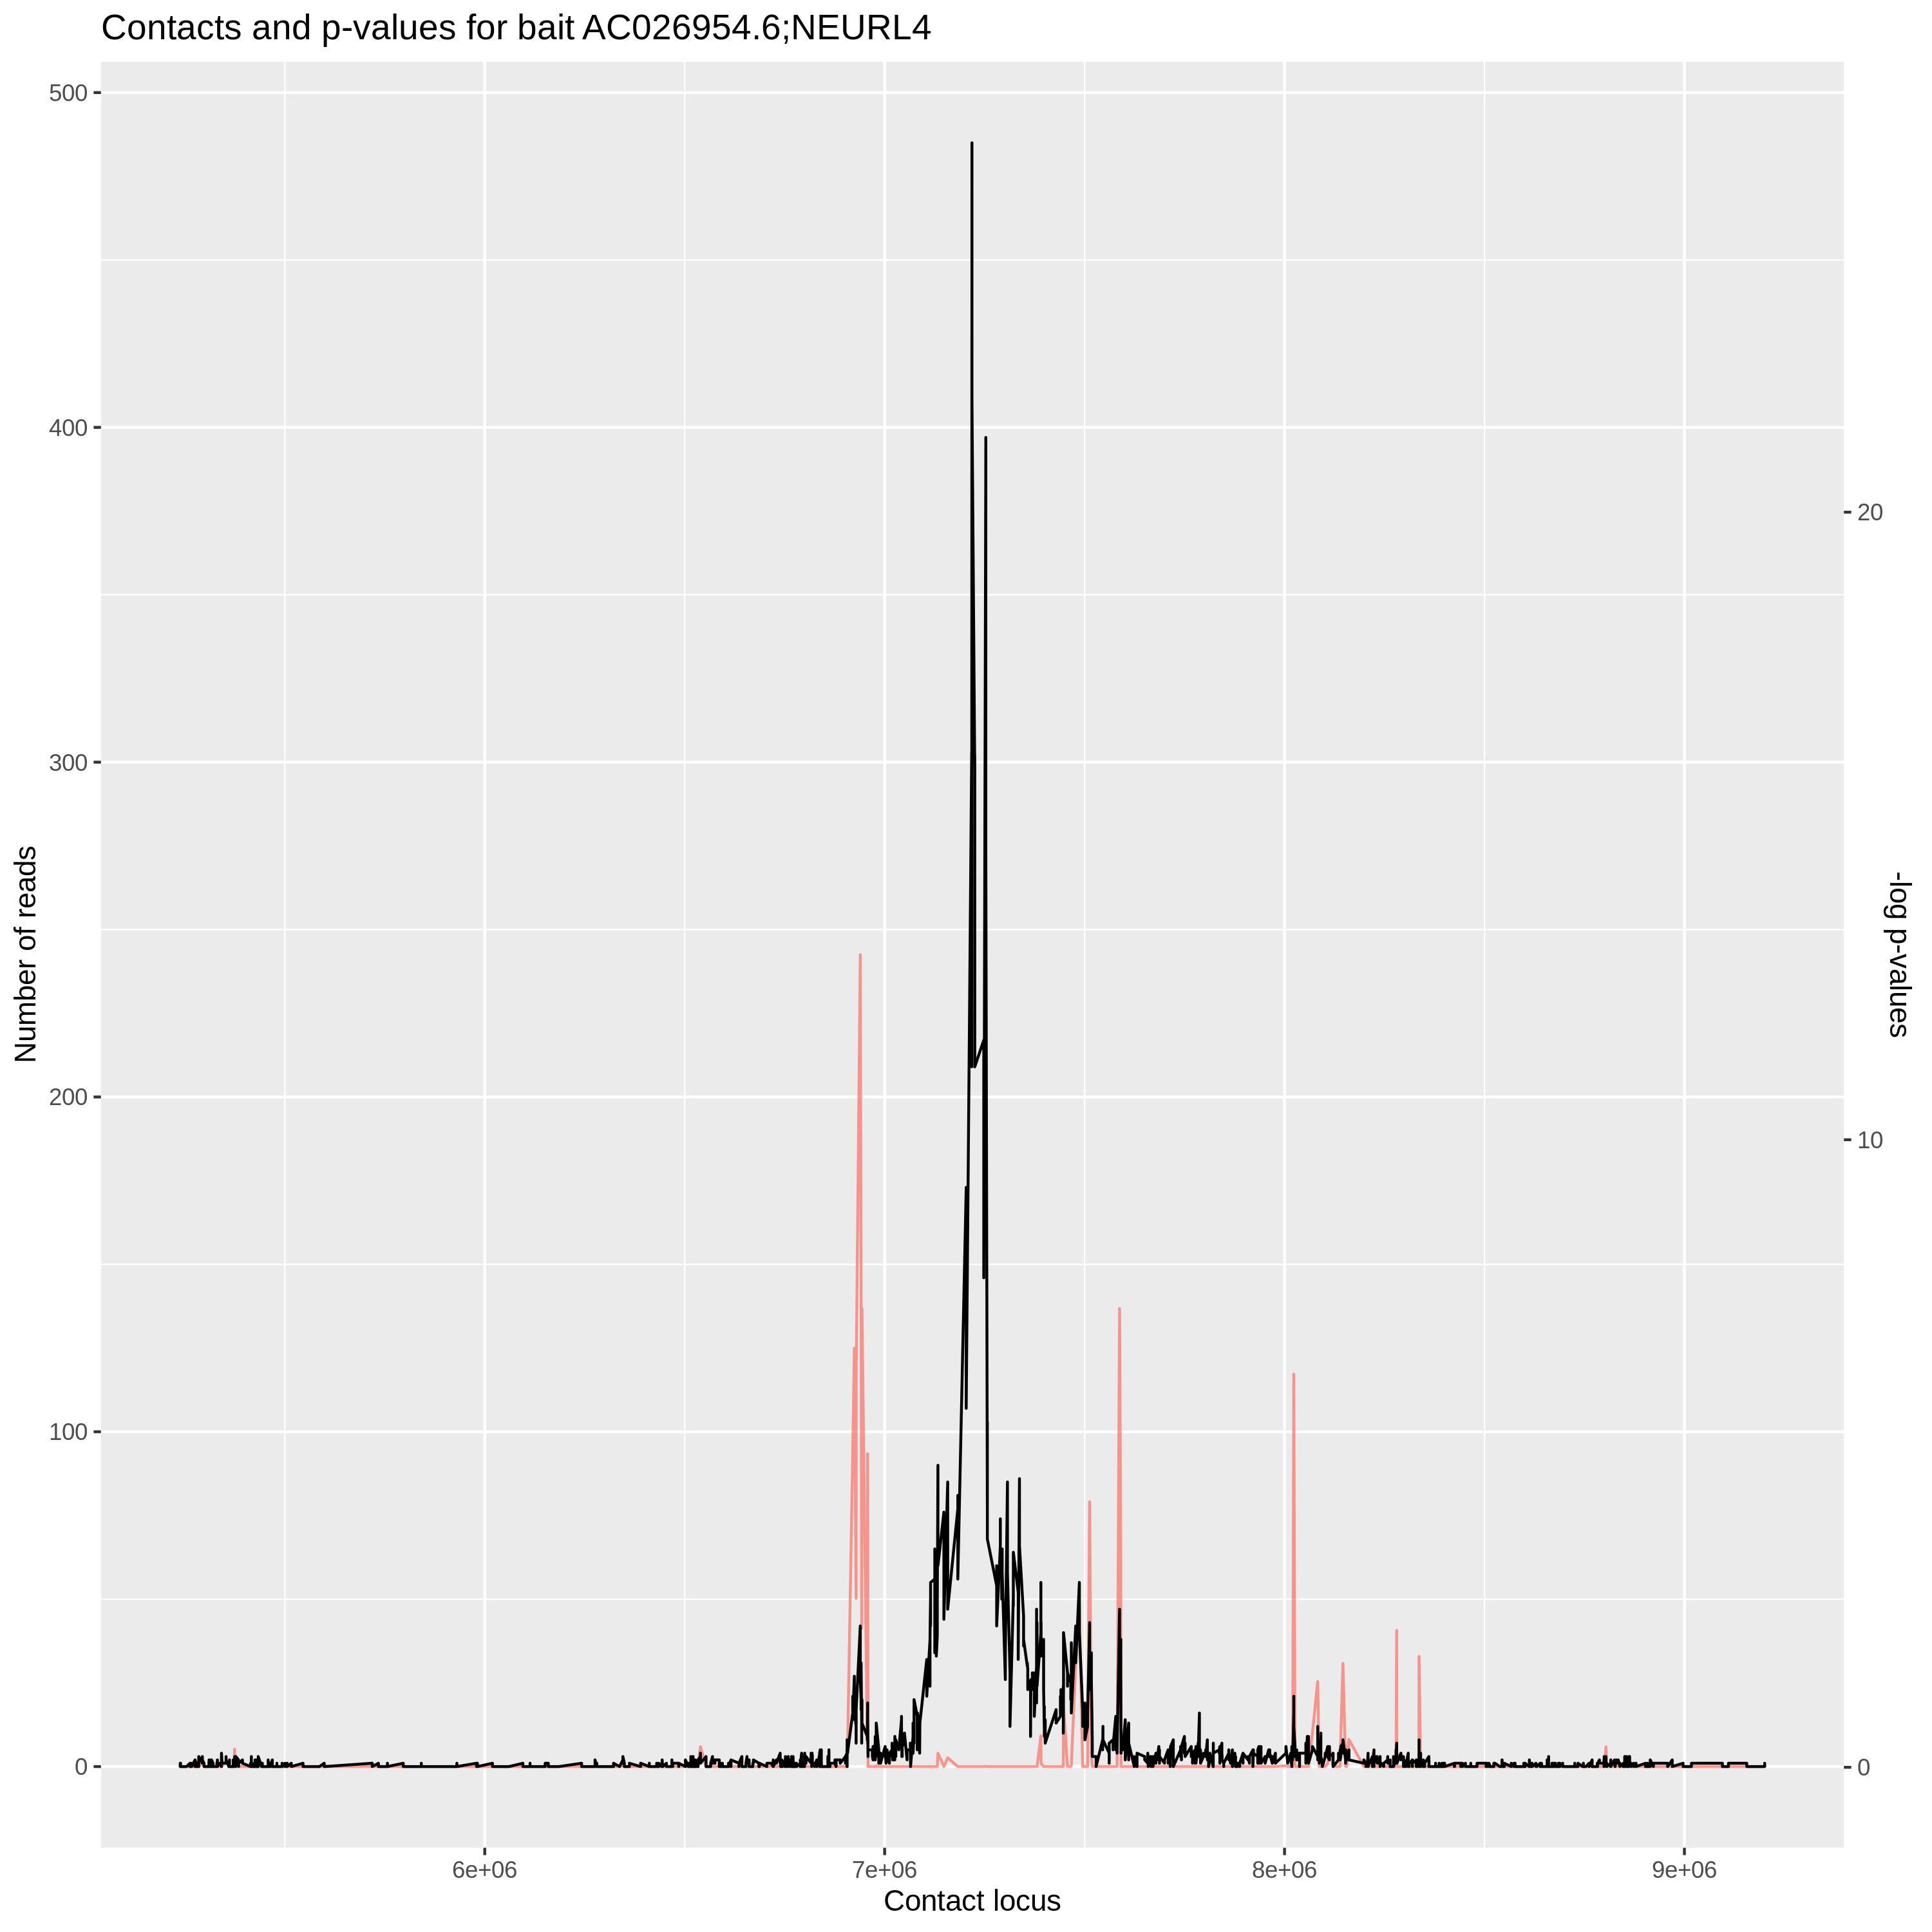 Contacts and p-values for bait AC026954.6;NEURL4
500
400
300
200
100
0
Number of reads
20
10
0
-log p-values
6e+06
7e+06
8e+06
9e+06
Contact locus